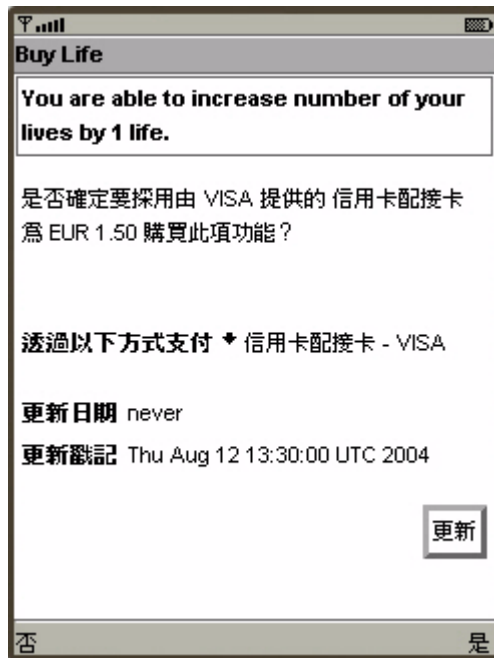 Buy Life
You are able to increase number of your
lives by 1 life.
是否確定要採用由 VISA 提供的 信用卡配接卡
為 EUR 1.50 購買此項功能？
透過以下方式支付 信用卡配接卡 - VISA
更新日期 never
更新戳記 Thu Aug 12 13:30:00 UTC 2004
更新
否 是